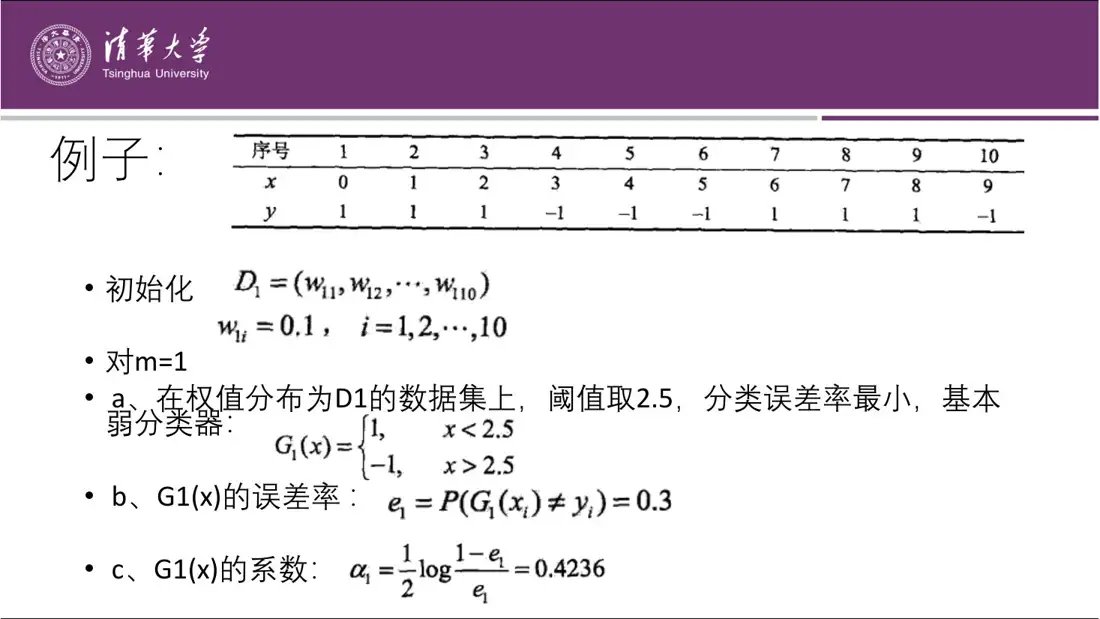 清华大学
Tsinghua University
例子:
序号 1 2 3 4 5 6 7 8 9 10
x 0 1 2 3 4 5 6 7 8 9
y 1 1 1 -1 -1 -1 1 1 1 -1
• 初始化 D₁ = (w₁₁, w₁₂, ⋯, w₁₁₀)
w₁ᵢ = 0.1, i = 1, 2, ⋯, 10
• 对m=1
• a、在权值分布为D1的数据集上,阈值取2.5,分类误差率最小,基本
弱分类器:
G₁(x) = { 1, x < 2.5
-1, x > 2.5
• b、G1(x)的误差率: e₁ = P(G₁(xᵢ) ≠ yᵢ) = 0.3
• c、G1(x)的系数: α₁ = 1/2 log (1-e₁)/e₁ = 0.4236